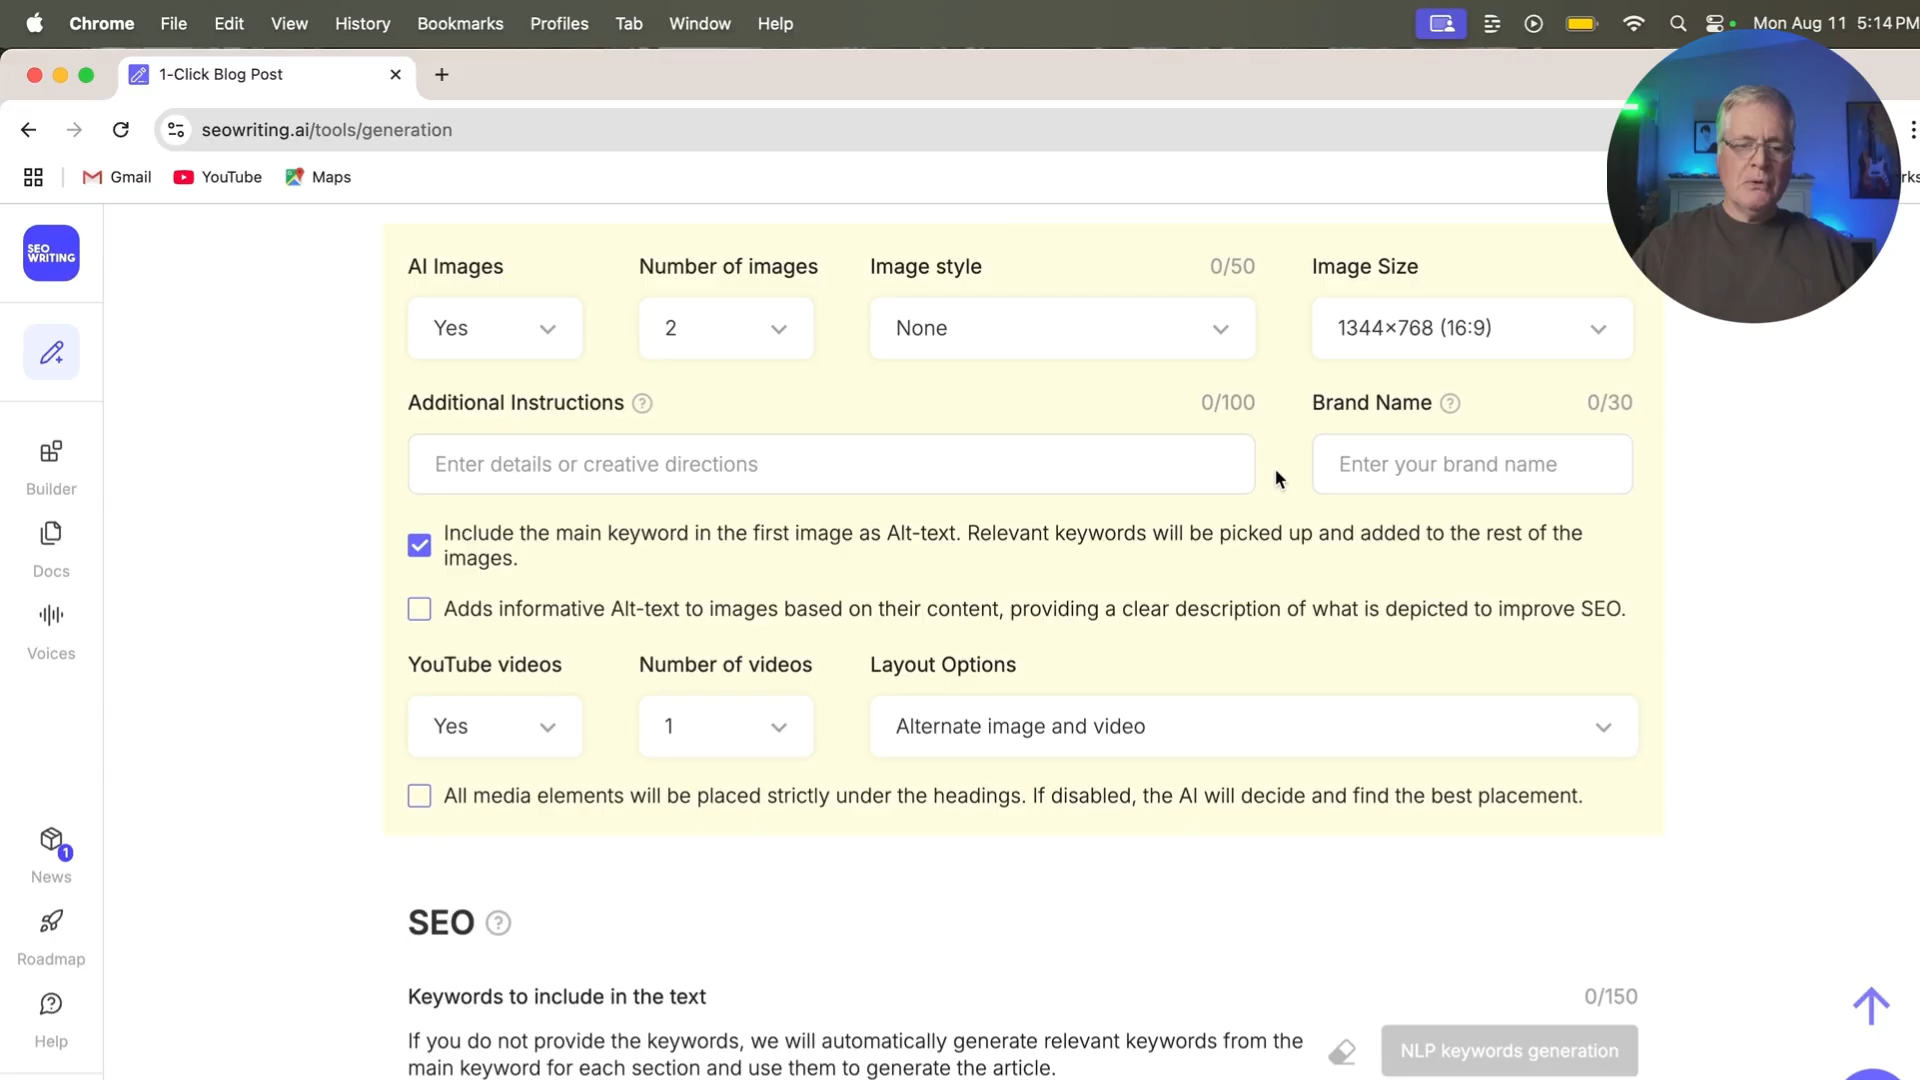 Chrome File Edit View History Bookmarks Profiles Tab Window Help Mon Aug 11 5:14 PM
1-Click Blog Post
seowriting.ai/tools/generation
Gmail YouTube Maps
SEO
WRITING
Builder
Docs
Voices
News
1
Roadmap
Help
AI Images Number of images Image style 0/50 Image Size
Yes 2 None 1344×768 (16:9)
Additional Instructions 0/100 Brand Name 0/30
Enter details or creative directions Enter your brand name
Include the main keyword in the first image as Alt-text. Relevant keywords will be picked up and added to the rest of the
images.
Adds informative Alt-text to images based on their content, providing a clear description of what is depicted to improve SEO.
YouTube videos Number of videos Layout Options
Yes 1 Alternate image and video
All media elements will be placed strictly under the headings. If disabled, the AI will decide and find the best placement.
SEO
Keywords to include in the text 0/150
If you do not provide the keywords, we will automatically generate relevant keywords from the
main keyword for each section and use them to generate the article.
NLP keywords generation